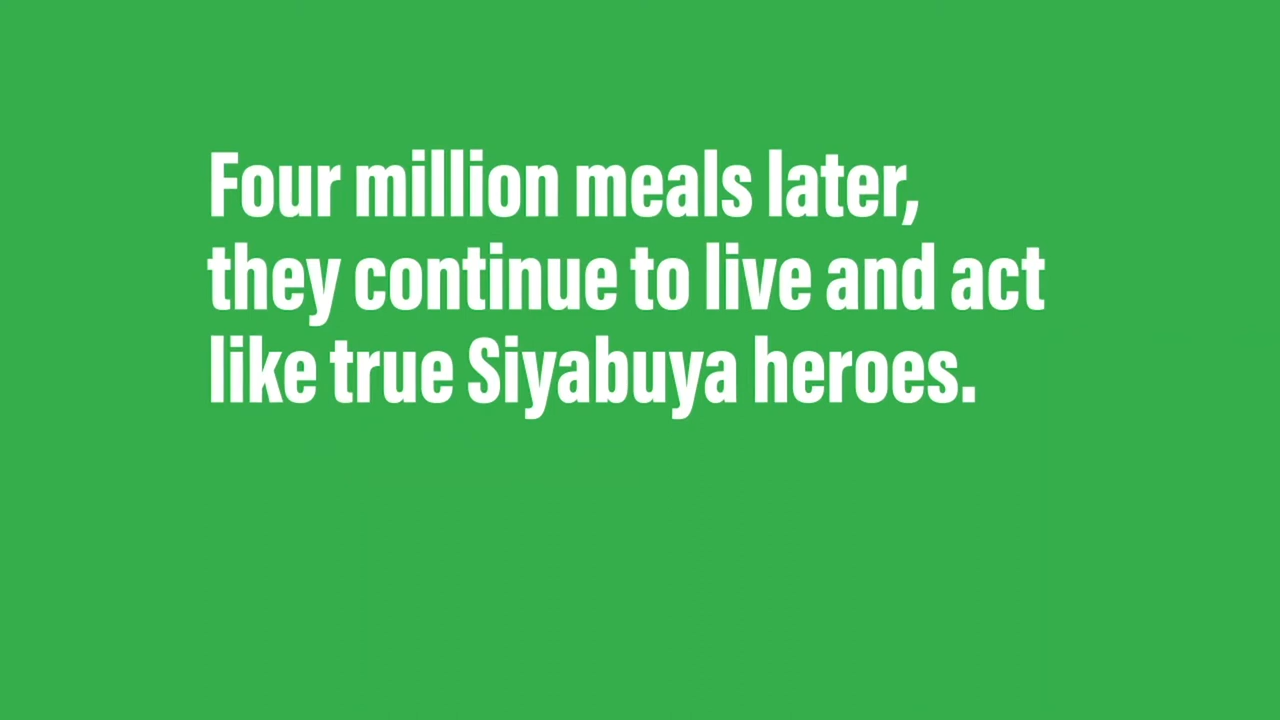 Four million meals later,
they continue to live and act
like true Siyabuya heroes.